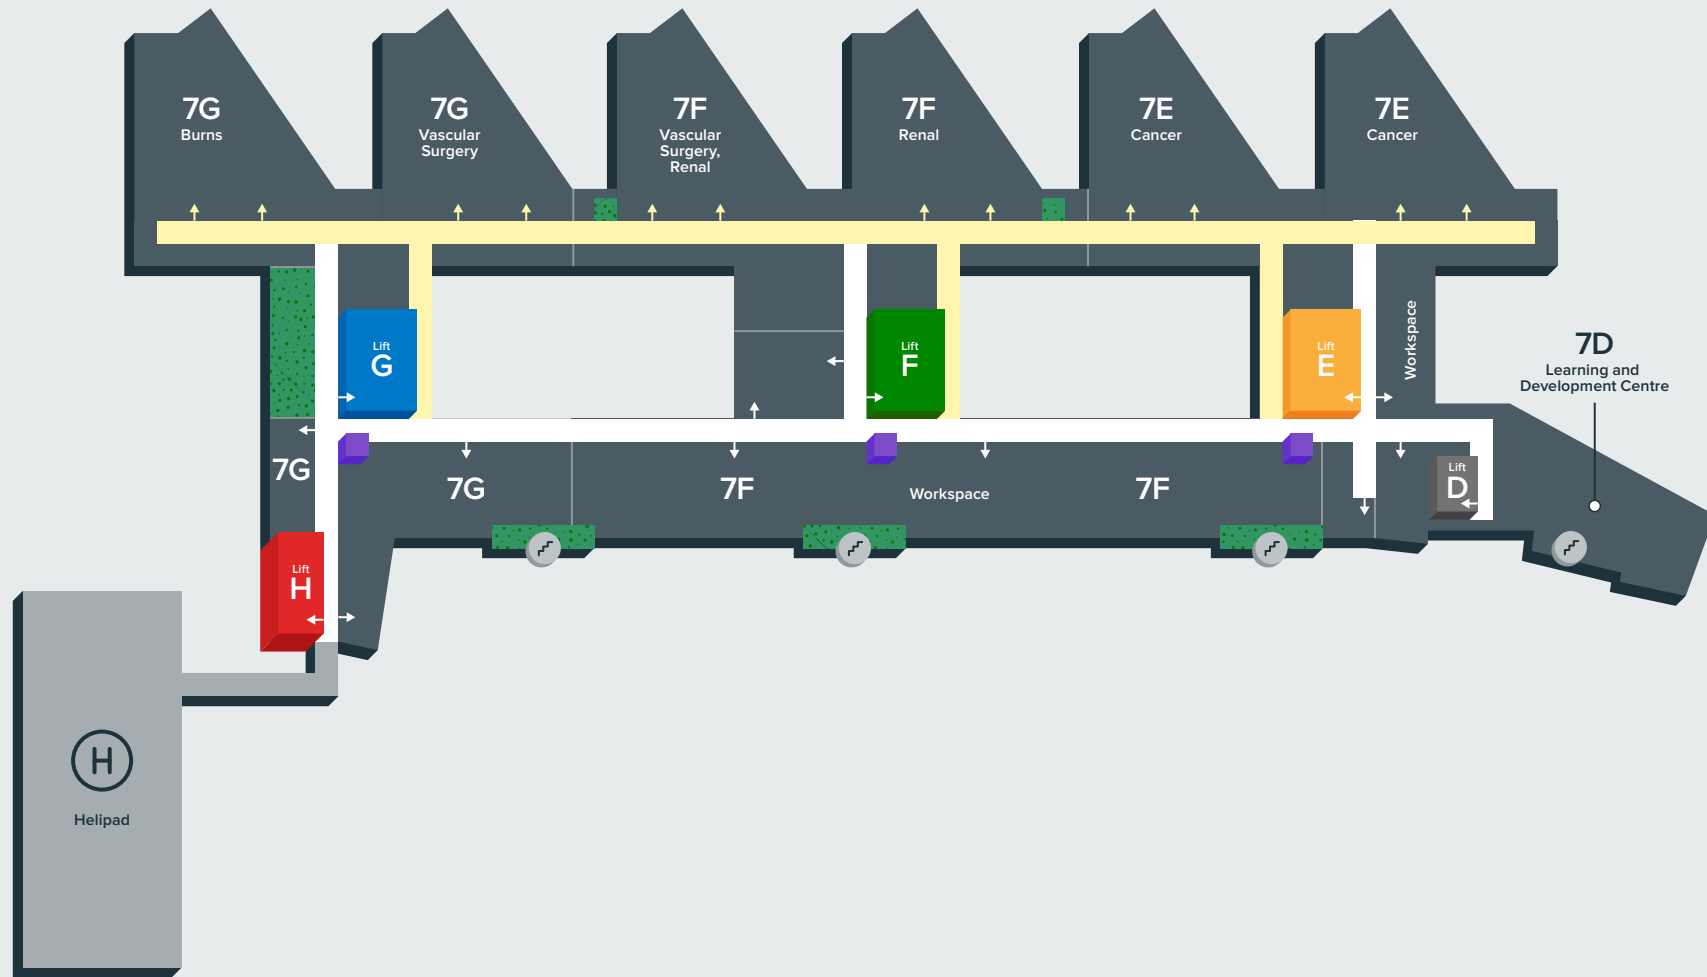 7G
Burns
7G
Vascular
Surgery
7F
Vascular
Surgery,
Renal
7F
Renal
7E
Cancer
7E
Cancer
Lift
G
Lift
F
Lift
E
Workspace
7D
Learning and
Development Centre
7G
7G
7F
Workspace
7F
Lift
D
Lift
H
H
Helipad